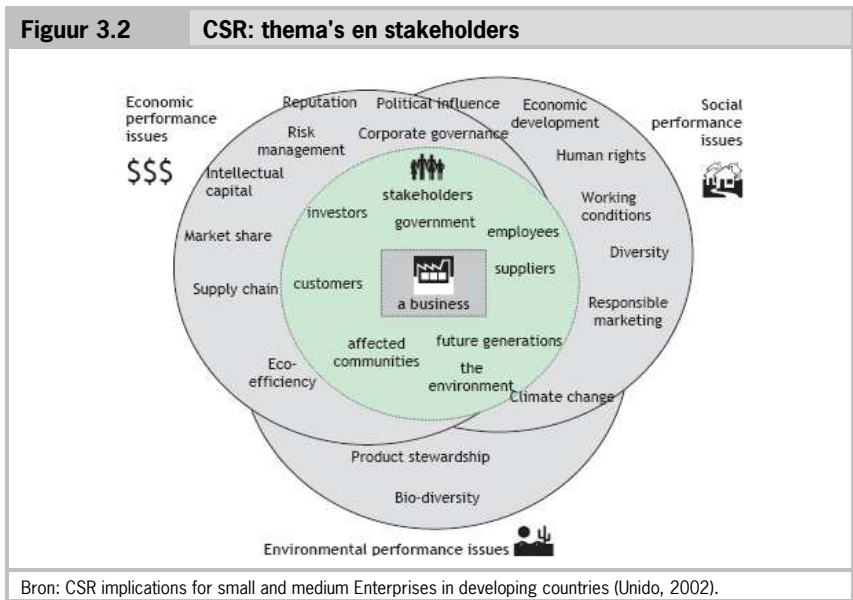 Figuur 3.2 CSR: thema's en stakeholders
Economic
performance
issues
$$$
Reputation
Political influence
Economic
development
Social
performance
issues
Risk
management
Corporate governance
Human rights
Intellectual
capital
stakeholders
Working
conditions
investors
government
employees
Market share
Diversity
suppliers
Supply chain
customers
a business
Responsible
marketing
affected
communities
future generations
Eco-
efficiency
the
environment
Climate change
Product stewardship
Bio-diversity
Environmental performance issues
Bron: CSR implications for small and medium Enterprises in developing countries (Unido, 2002).